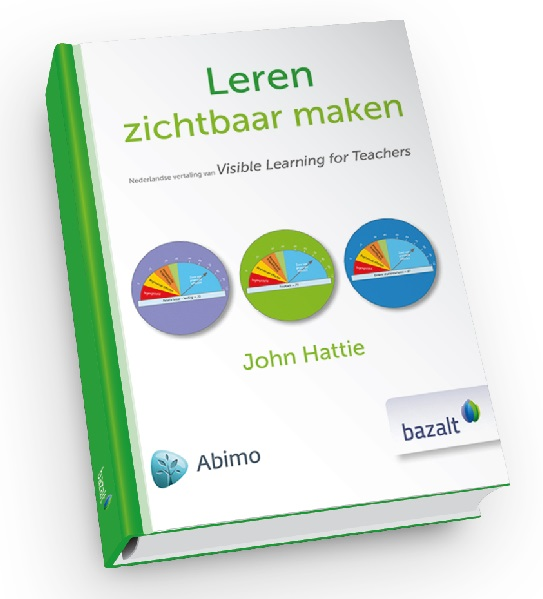 Leren
zichtbaar maken
Nederlandse vertaling van Visible Learning for Teachers
John Hattie
Abimo
bazalt